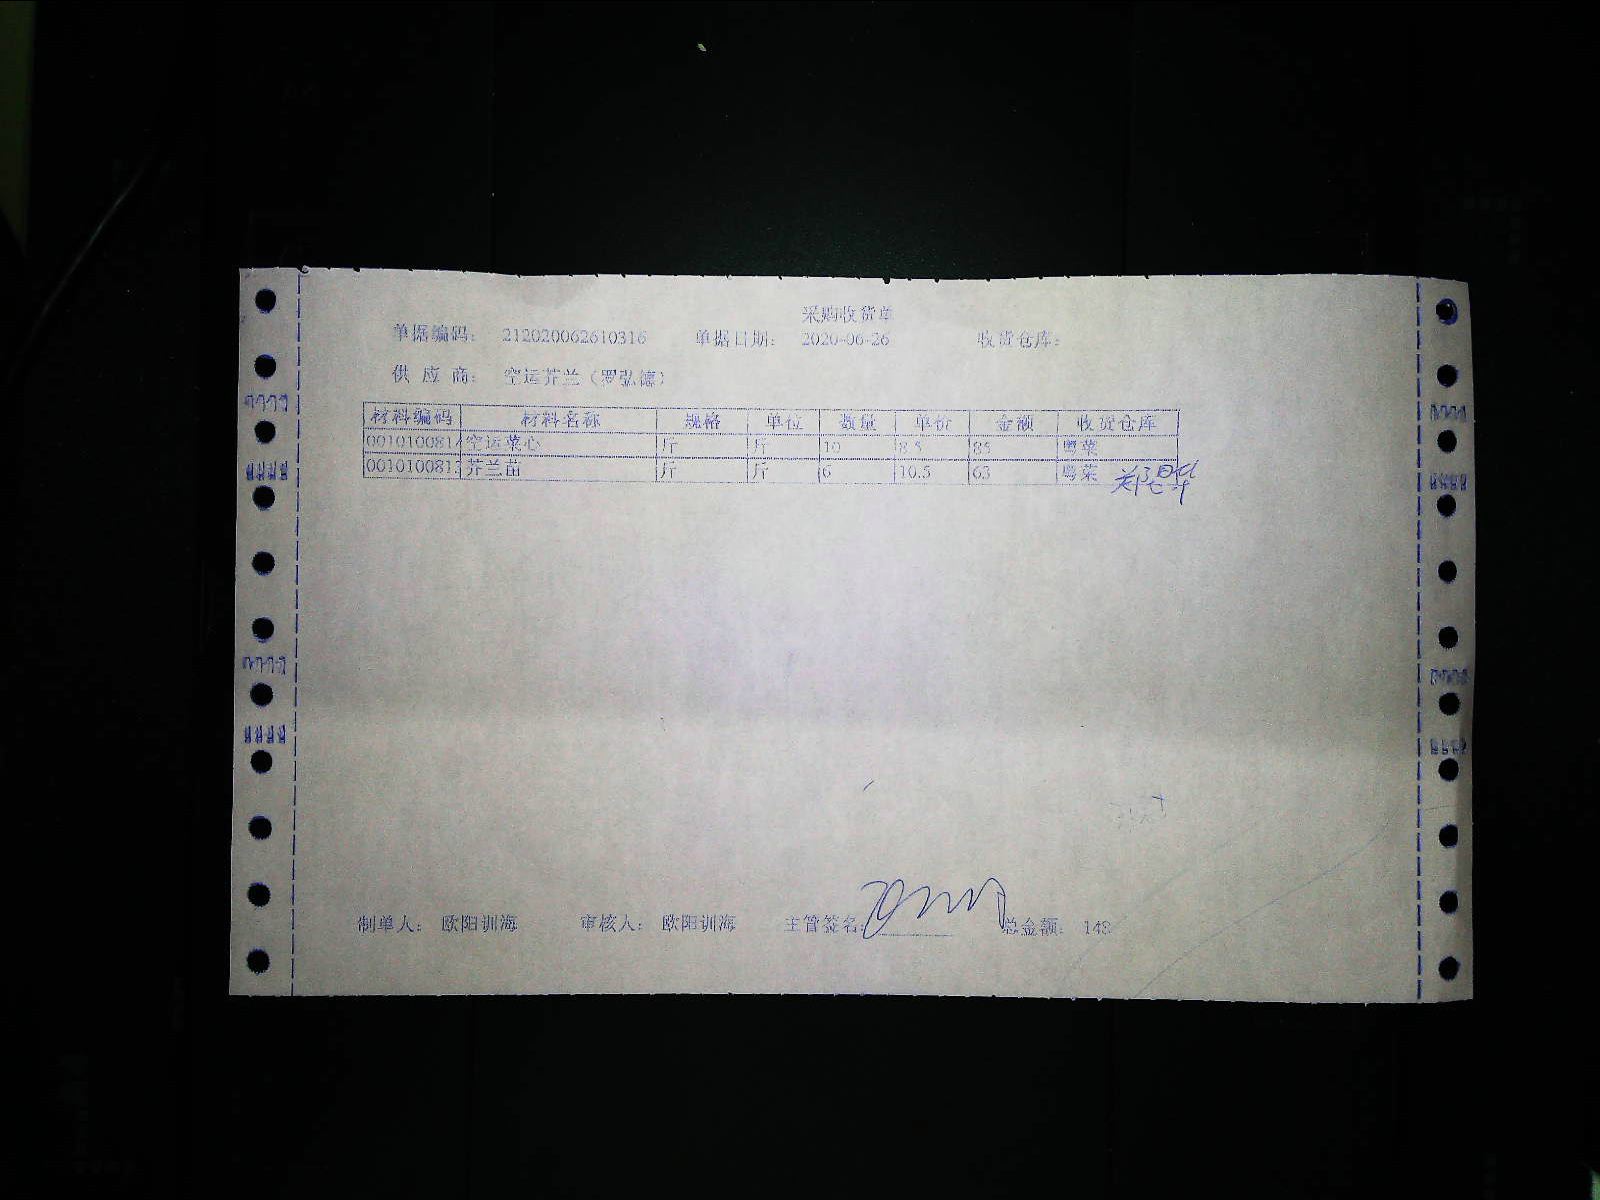 采购收货单
单据编码： 212020062610316 单据日期： 2020-06-26 收货仓库：
供 应 商： 空运芥兰（罗弘德）
材料编码 材料名称 规格 单位 数量 单价 金额 收货仓库
001010081 空运菜心 斤 斤 10 8.5 85 粤菜
001010081 芥兰苗 斤 斤 6 10.5 63 粤菜
制单人： 欧阳训海 审核人： 欧阳训海 主管签名： 总金额： 148